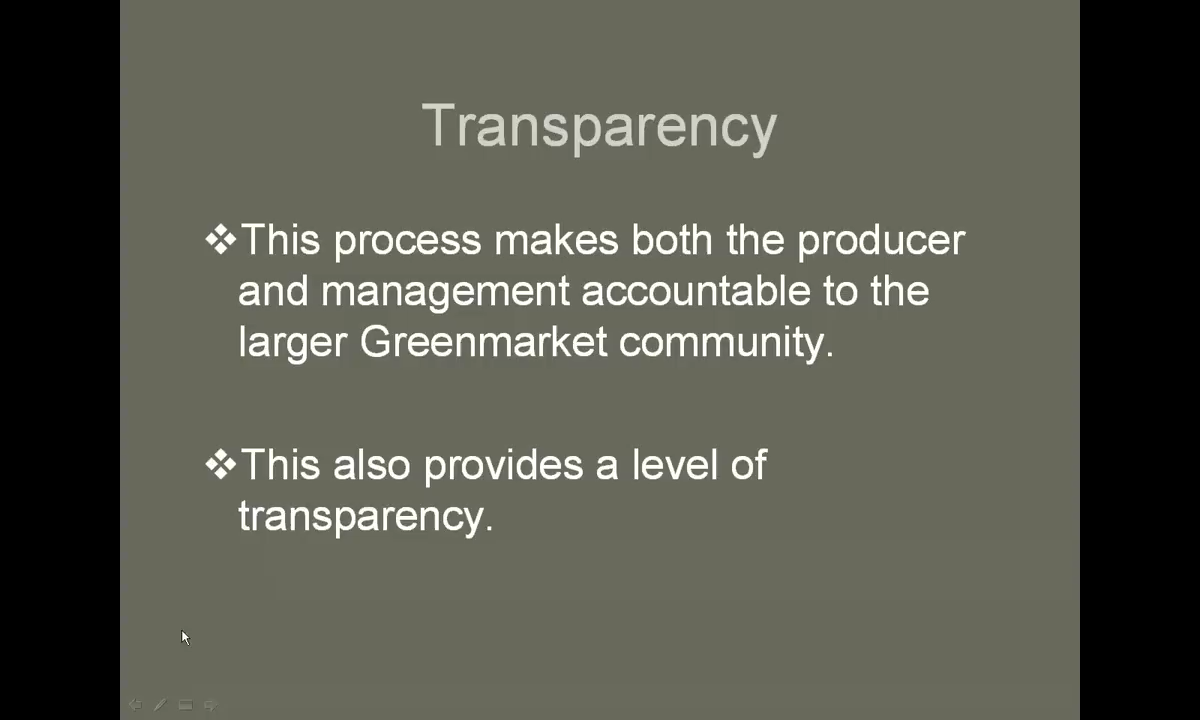 Transparency
❖This process makes both the producer
and management accountable to the
larger Greenmarket community.
❖This also provides a level of
transparency.